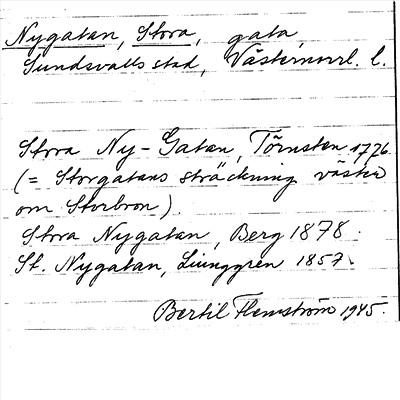 Nygatan, Stora, gata,
Sundsvalls stad, Västernorrl. l.
Stora Ny-Gatan, Törnsten 1776.
(= Storgatans sträckning väster
om Storbron).
Stora Nygatan, Berg 1878.
St. Nygatan, Ljunggren 1857.
Bertil Flemström 1945.